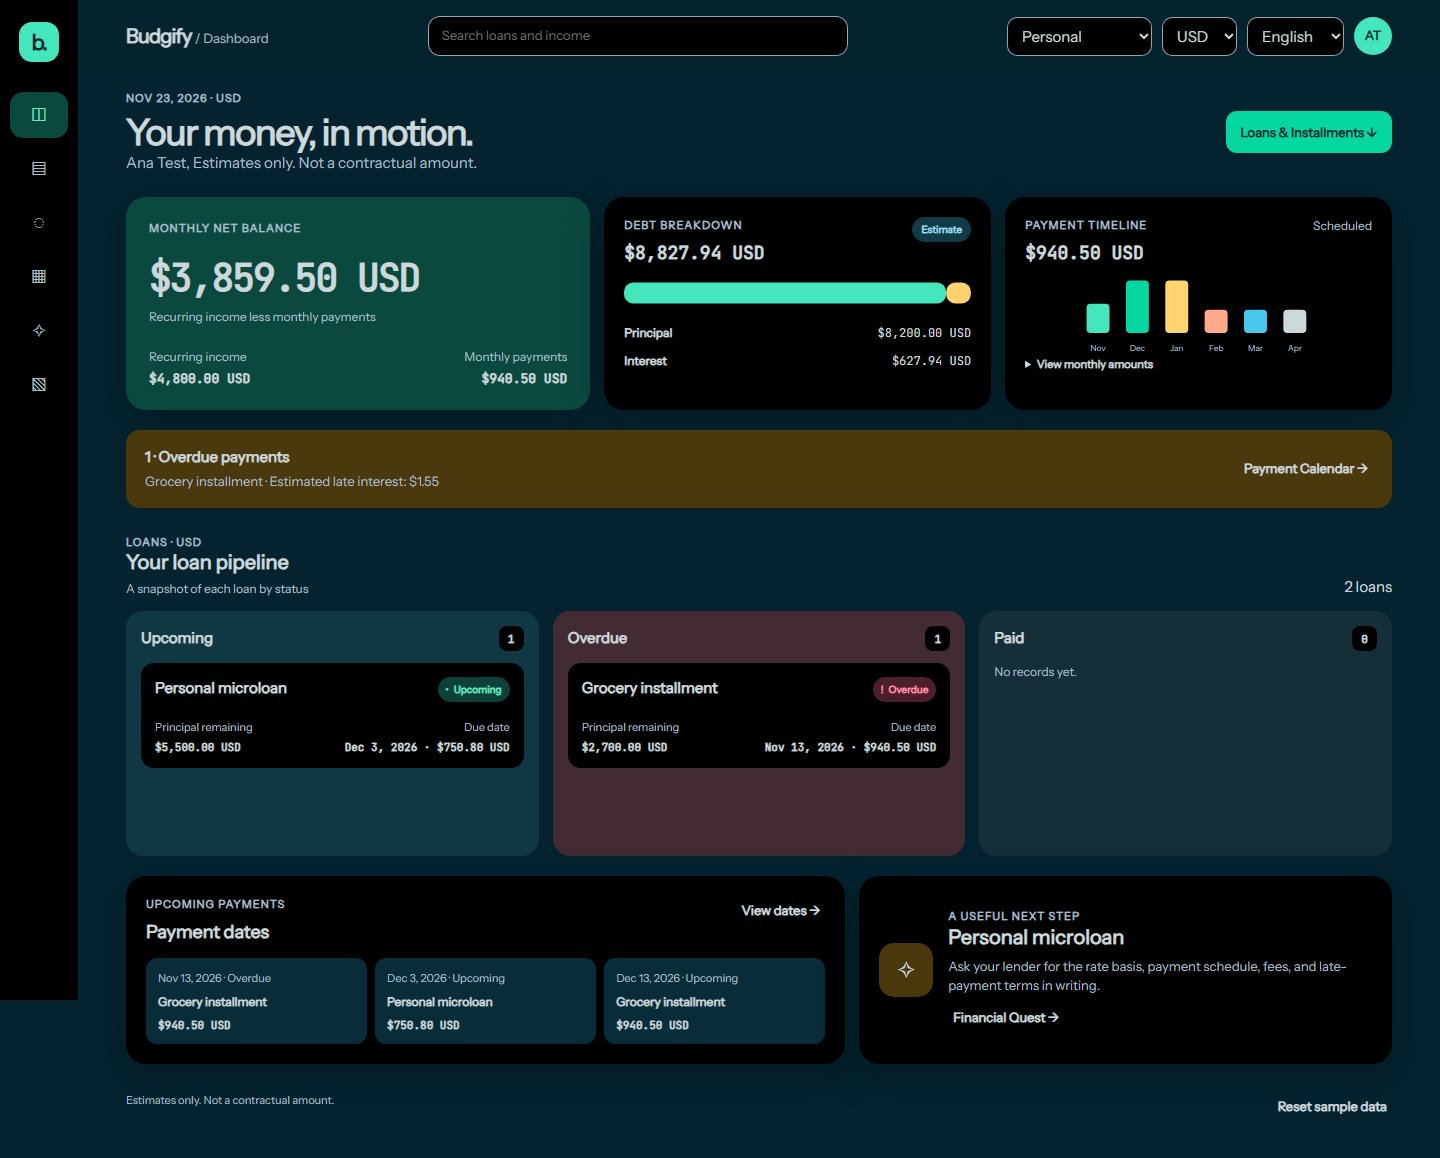 b.
Budgify / Dashboard
Search loans and income
Personal
USD
English
AT
NOV 23, 2026 · USD
Your money, in motion.
Ana Test, Estimates only. Not a contractual amount.
Loans & Installments ↓
MONTHLY NET BALANCE
$3,859.50 USD
Recurring income less monthly payments
Recurring income
$4,800.00 USD
Monthly payments
$940.50 USD
DEBT BREAKDOWN
Estimate
$8,827.94 USD
Principal $8,200.00 USD
Interest $627.94 USD
PAYMENT TIMELINE
Scheduled
$940.50 USD
Nov Dec Jan Feb Mar Apr
View monthly amounts
1 · Overdue payments
Grocery installment · Estimated late interest: $1.55
Payment Calendar →
LOANS · USD
Your loan pipeline
A snapshot of each loan by status
2 loans
Upcoming 1
Personal microloan
· Upcoming
Principal remaining
$5,500.00 USD
Due date
Dec 3, 2026 · $750.80 USD
Overdue 1
Grocery installment
! Overdue
Principal remaining
$2,700.00 USD
Due date
Nov 13, 2026 · $940.50 USD
Paid 0
No records yet.
UPCOMING PAYMENTS
Payment dates
View dates →
Nov 13, 2026 · Overdue
Grocery installment
$940.50 USD
Dec 3, 2026 · Upcoming
Personal microloan
$750.80 USD
Dec 13, 2026 · Upcoming
Grocery installment
$940.50 USD
A USEFUL NEXT STEP
Personal microloan
Ask your lender for the rate basis, payment schedule, fees, and late-
payment terms in writing.
Financial Quest →
Estimates only. Not a contractual amount.
Reset sample data